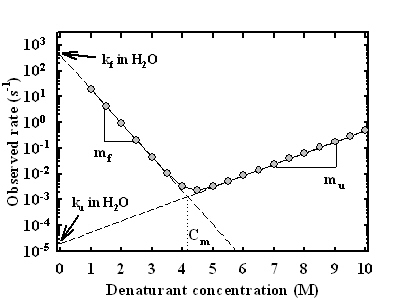 10³
10²
10¹
10⁰
10⁻¹
10⁻²
10⁻³
10⁻⁴
10⁻⁵
Observed rate (s⁻¹)
k_f in H₂O
m_f
m_u
k_u in H₂O
C_m
0 1 2 3 4 5 6 7 8 9 10
Denaturant concentration (M)